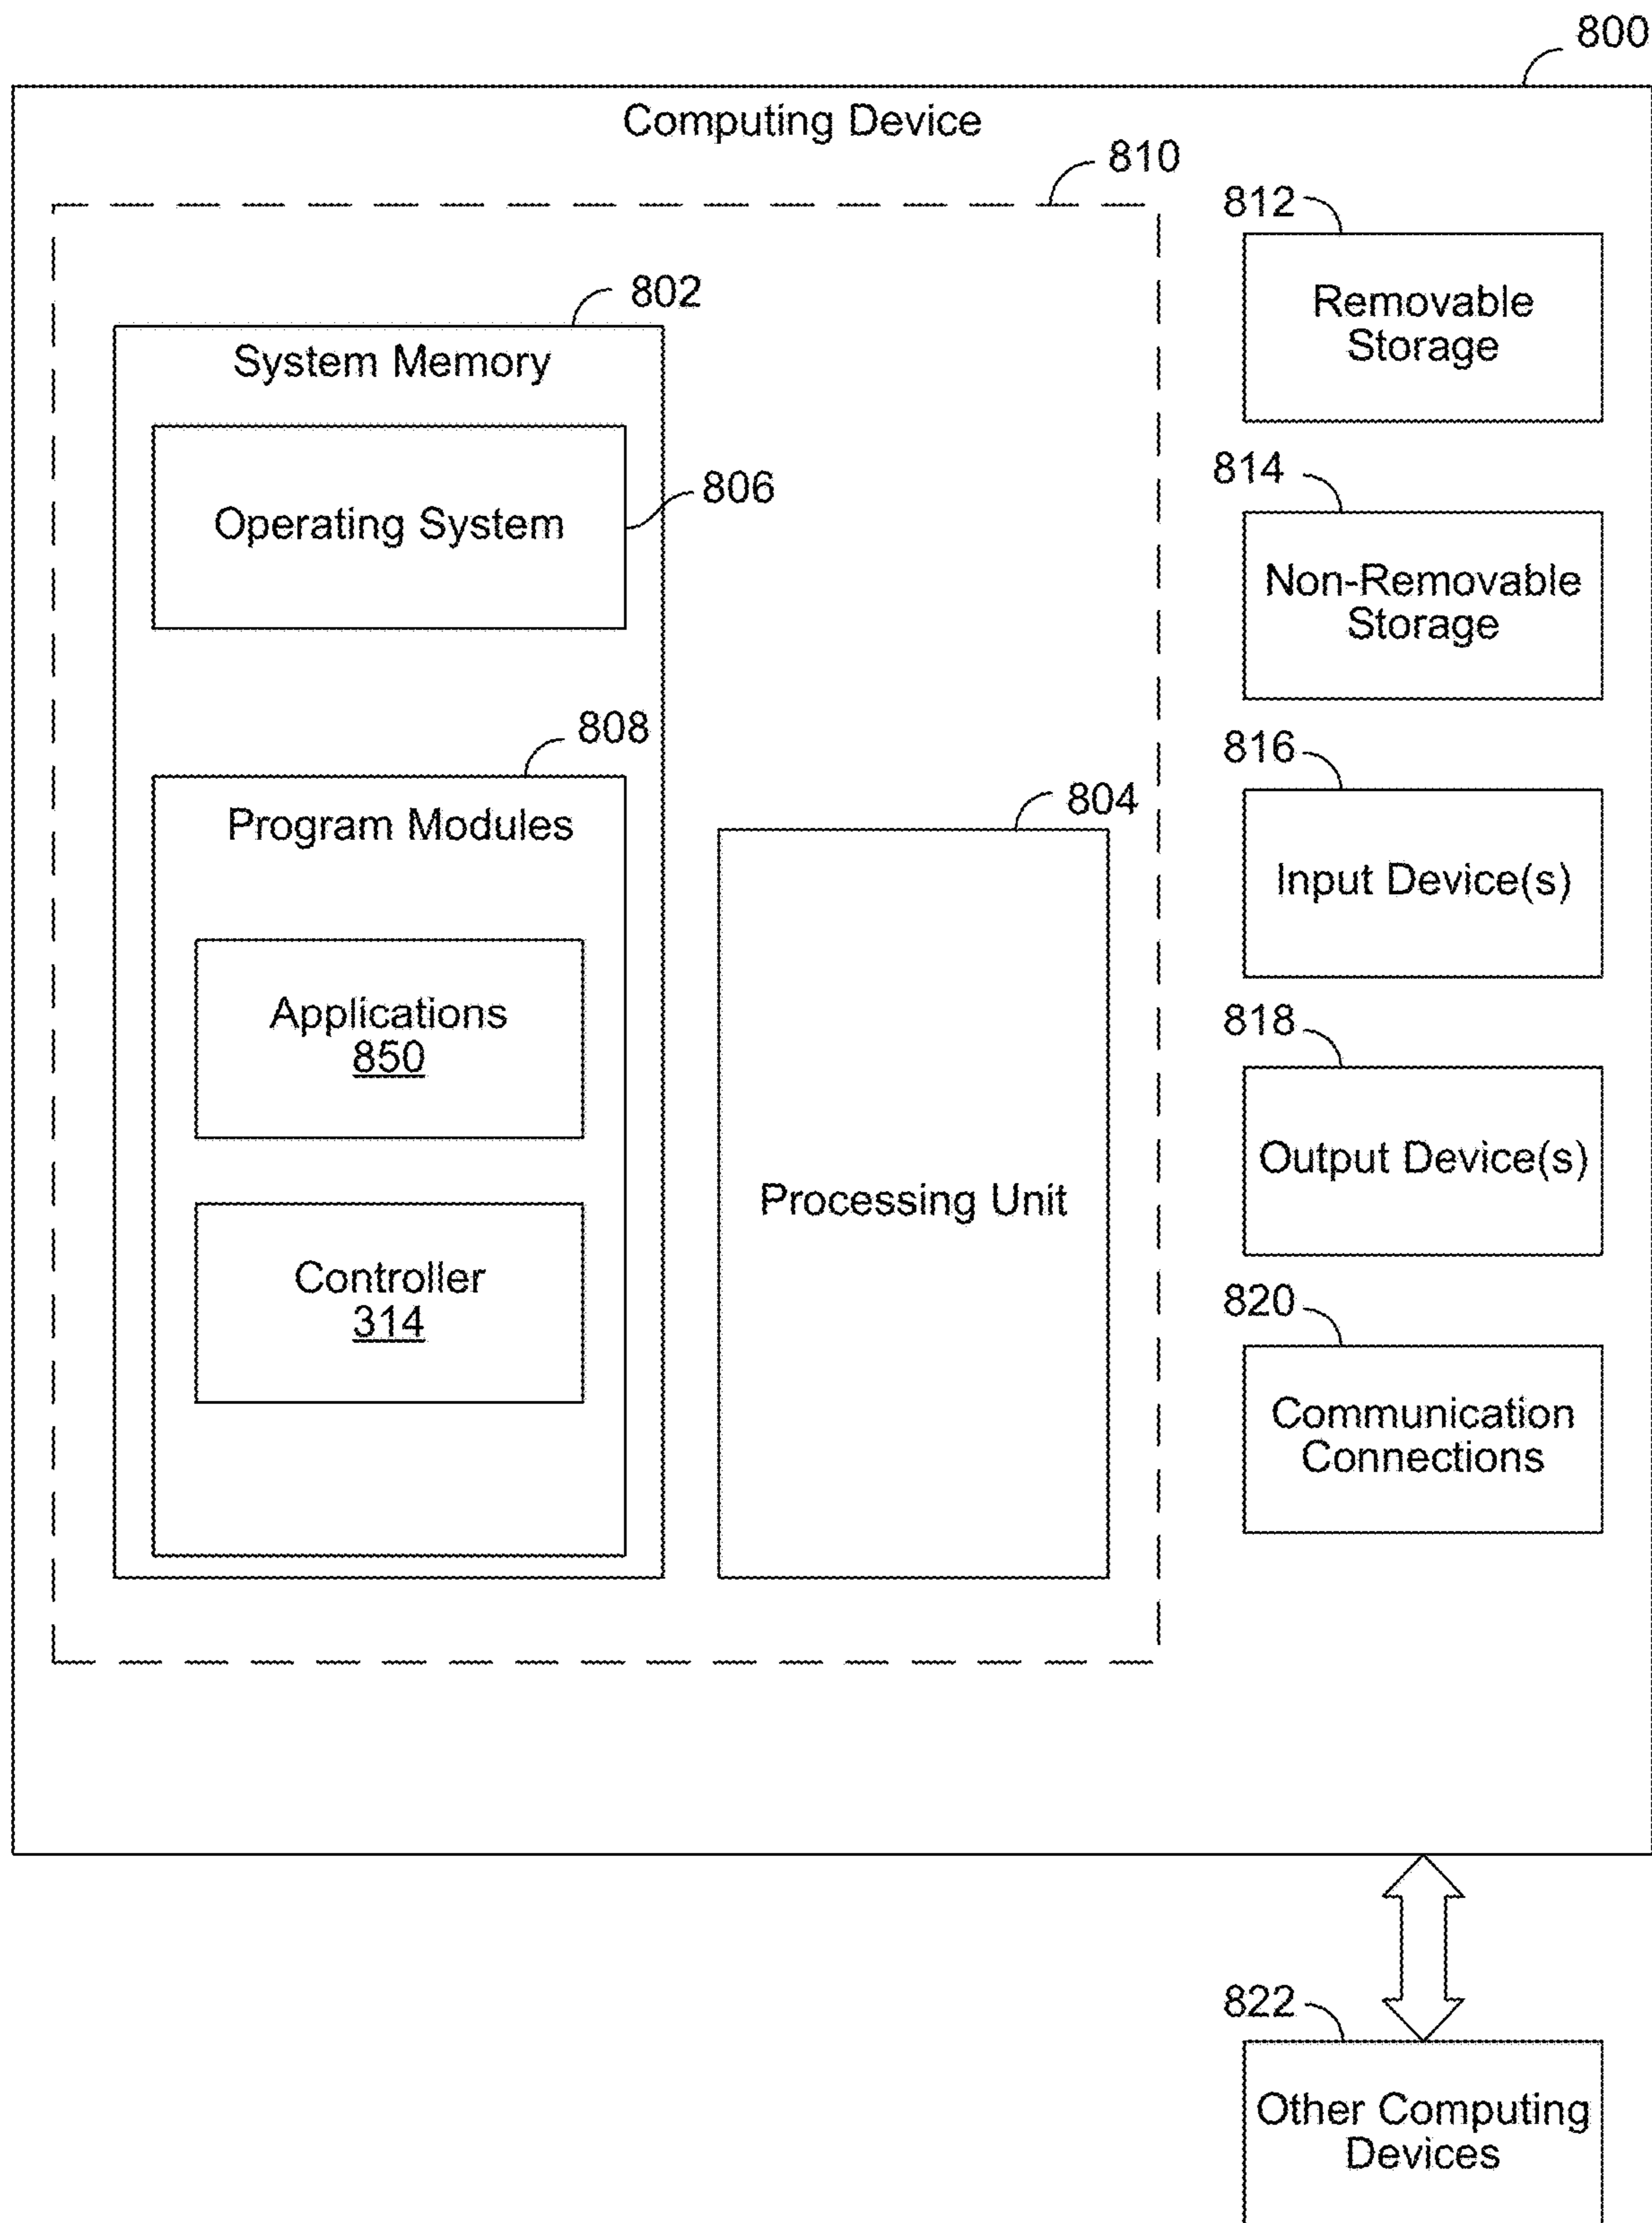 800
Computing Device
810
812
Removable
Storage
802
System Memory
Operating System
806
814
Non-Removable
Storage
808
Program Modules
804
816
Input Device(s)
Applications
850
818
Output Device(s)
Processing Unit
Controller
314
820
Communication
Connections
822
Other Computing
Devices